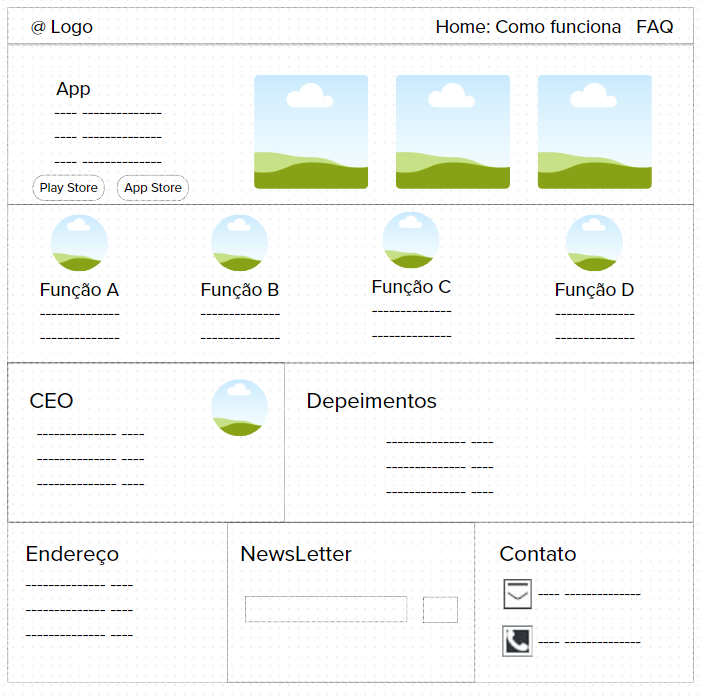 @ Logo
Home: Como funciona FAQ
App
---- --------------
---- --------------
---- --------------
Play Store
App Store
Função A
--------------
--------------
Função B
--------------
--------------
Função C
--------------
--------------
Função D
--------------
--------------
CEO
-------------- ----
-------------- ----
-------------- ----
Depeimentos
-------------- ----
-------------- ----
-------------- ----
Endereço
-------------- ----
-------------- ----
-------------- ----
NewsLetter
Contato
---- --------------
---- --------------